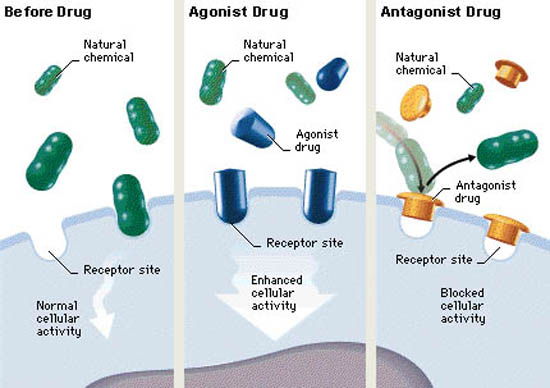 Before Drug
Natural
chemical
Receptor site
Normal
cellular
activity
Agonist Drug
Natural
chemical
Agonist
drug
Receptor site
Enhanced
cellular
activity
Antagonist Drug
Natural
chemical
Antagonist
drug
Receptor site
Blocked
cellular
activity